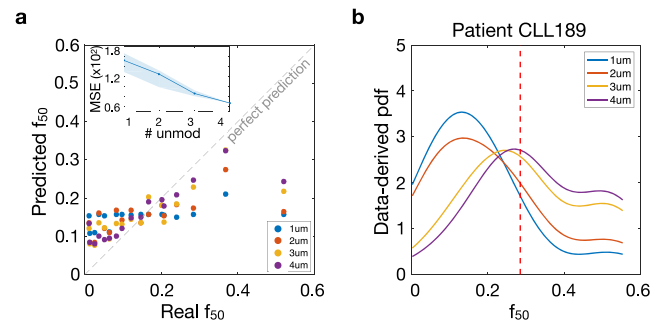 a
0.6
0.5
0.4
0.3
0.2
0.1
0
Predicted f50
0
0.2
0.4
0.6
Real f50
1.8
1,2
0,6
MSE (x10²)
1
2
3
4
# unmod
perfect prediction
1um
2um
3um
4um
b
Patient CLL189
5
4
3
2
1
0
Data-derived pdf
0
0.2
0.4
0.6
f50
1um
2um
3um
4um